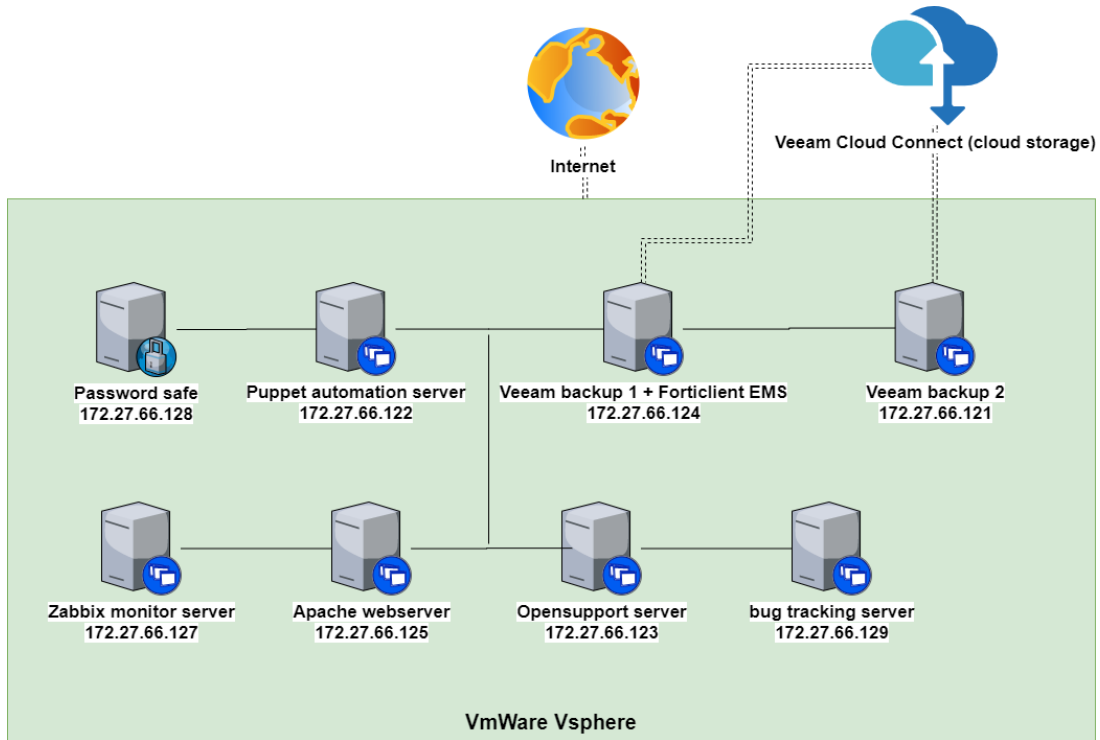 Internet
Veeam Cloud Connect (cloud storage)
Password safe
172.27.66.128
Puppet automation server
172.27.66.122
Veeam backup 1 + Forticlient EMS
172.27.66.124
Veeam backup 2
172.27.66.121
Zabbix monitor server
172.27.66.127
Apache webserver
172.27.66.125
Opensupport server
172.27.66.123
bug tracking server
172.27.66.129
VmWare Vsphere